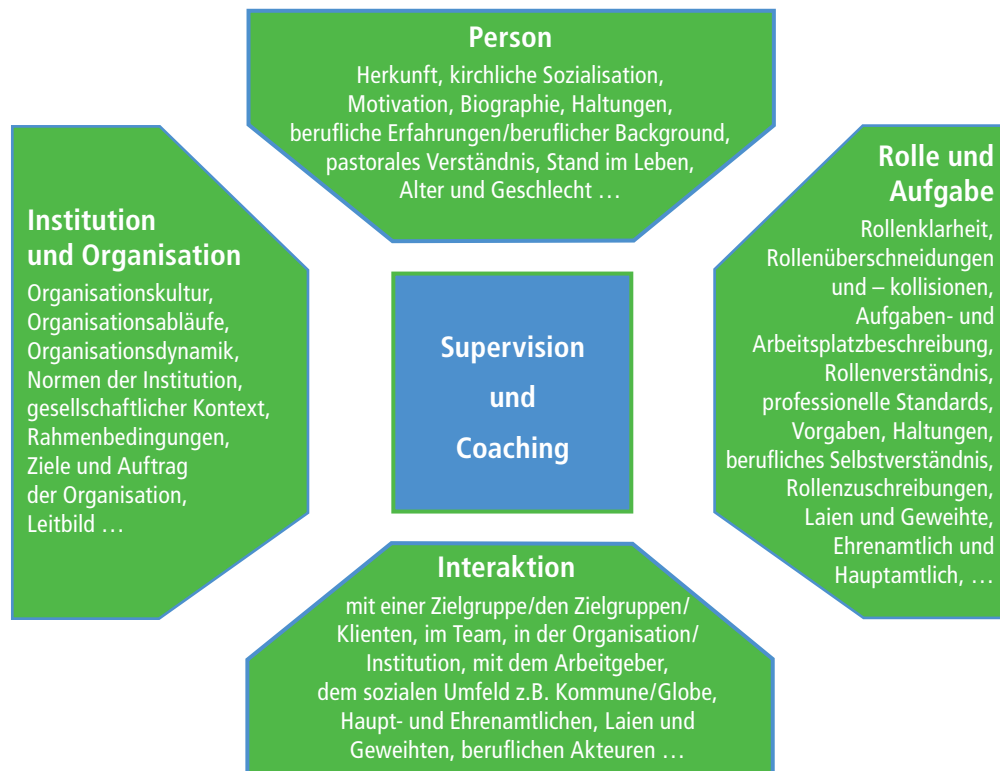 Person
Herkunft, kirchliche Sozialisation,
Motivation, Biographie, Haltungen,
berufliche Erfahrungen/beruflicher Background,
pastorales Verständnis, Stand im Leben,
Alter und Geschlecht …
Institution
und Organisation
Organisationskultur,
Organisationsabläufe,
Organisationsdynamik,
Normen der Institution,
gesellschaftlicher Kontext,
Rahmenbedingungen,
Ziele und Auftrag
der Organisation,
Leitbild …
Supervision
und
Coaching
Rolle und
Aufgabe
Rollenklarheit,
Rollenüberschneidungen
und – kollisionen,
Aufgaben- und
Arbeitsplatzbeschreibung,
Rollenverständnis,
professionelle Standards,
Vorgaben, Haltungen,
berufliches Selbstverständnis,
Rollenzuschreibungen,
Laien und Geweihte,
Ehrenamtlich und
Hauptamtlich, …
Interaktion
mit einer Zielgruppe/den Zielgruppen/
Klienten, im Team, in der Organisation/
Institution, mit dem Arbeitgeber,
dem sozialen Umfeld z.B. Kommune/Globe,
Haupt- und Ehrenamtlichen, Laien und
Geweihten, beruflichen Akteuren …